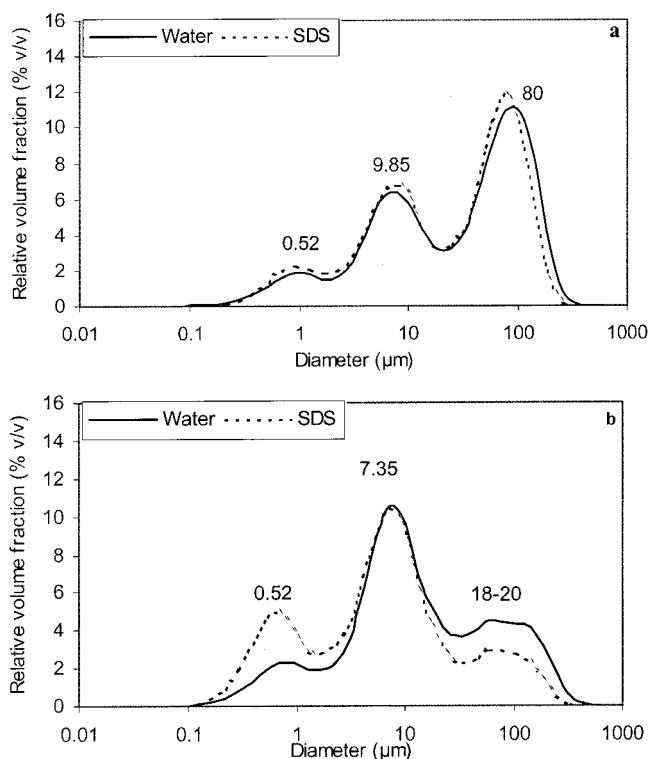 a
Water SDS
Relative volume fraction (% v/v)
16
14
12
10
8
6
4
2
0
80
9.85
0.52
0.01 0.1 1 10 100 1000
Diameter (µm)
b
Water SDS
Relative volume fraction (% v/v)
16
14
12
10
8
6
4
2
0
7.35
0.52
18-20
0.01 0.1 1 10 100 1000
Diameter (µm)